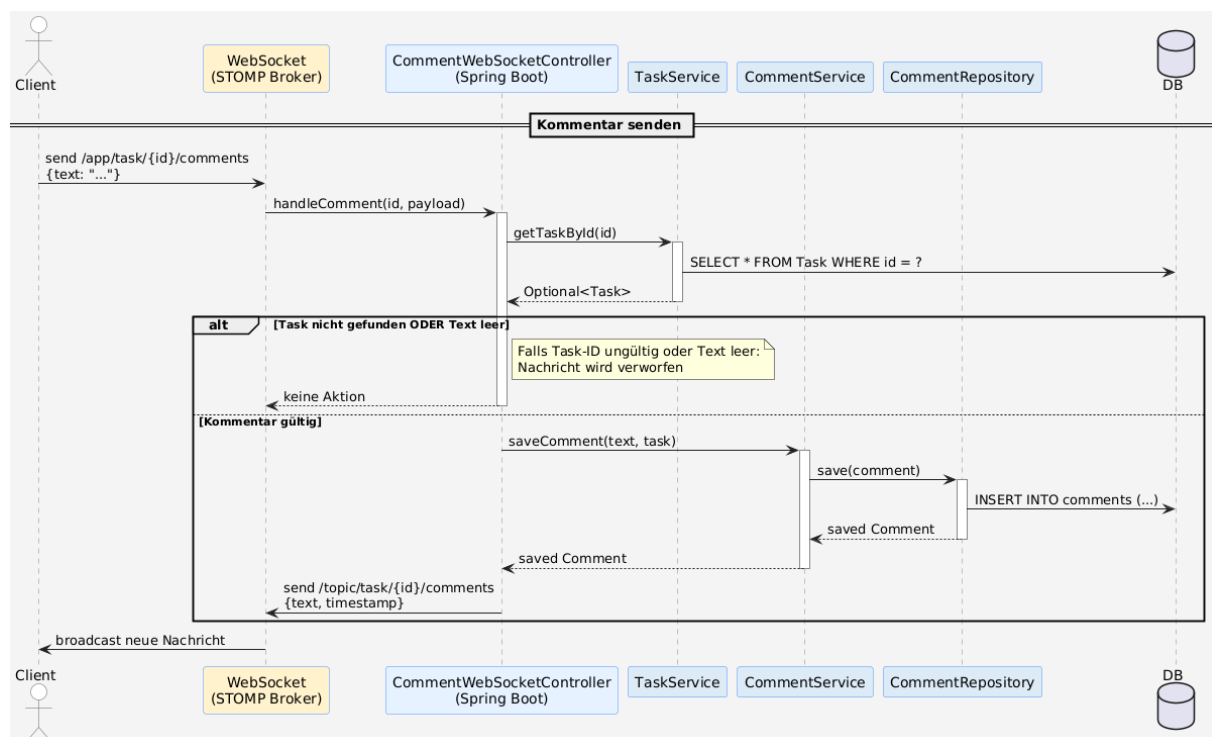 Client
WebSocket
(STOMP Broker)
CommentWebSocketController
(Spring Boot)
TaskService
CommentService
CommentRepository
DB
Kommentar senden
send /app/task/{id}/comments
{text: "..."}
handleComment(id, payload)
getTaskById(id)
SELECT * FROM Task WHERE id = ?
Optional<Task>
alt
[Task nicht gefunden ODER Text leer]
Falls Task-ID ungültig oder Text leer:
Nachricht wird verworfen
keine Aktion
[Kommentar gültig]
saveComment(text, task)
save(comment)
INSERT INTO comments (...)
saved Comment
saved Comment
send /topic/task/{id}/comments
{text, timestamp}
broadcast neue Nachricht
Client
WebSocket
(STOMP Broker)
CommentWebSocketController
(Spring Boot)
TaskService
CommentService
CommentRepository
DB